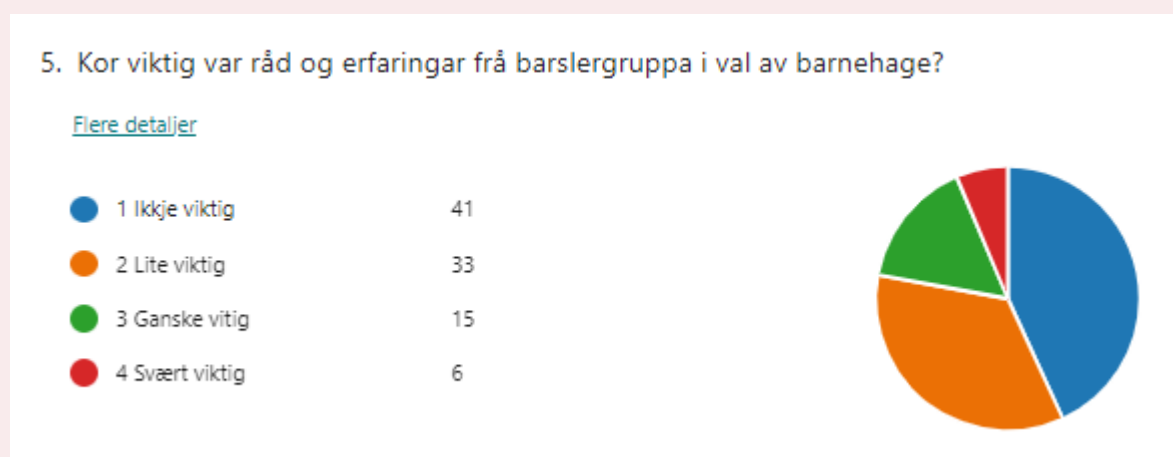 5. Kor viktig var råd og erfaringar frå barslergruppa i val av barnehage?
Flere detaljer
1 Ikkje viktig 41
2 Lite viktig 33
3 Ganske vitig 15
4 Svært viktig 6